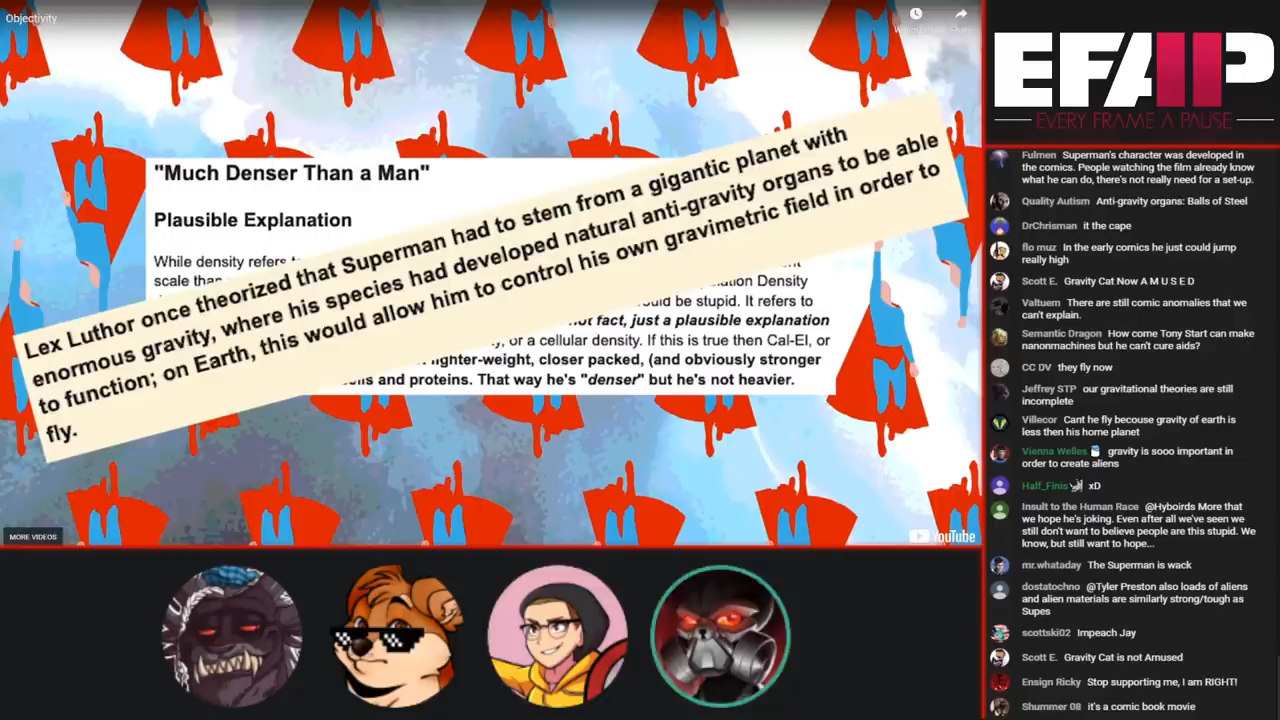 Objectivity
"Much Denser Than a Man"
Plausible Explanation
While density refers
scale than
Density
be stupid. It refers to
not fact, just a plausible explanation
or a cellular density. If this is true then Cal-El, or
lighter-weight, closer packed, (and obviously stronger
and proteins. That way he's "denser" but he's not heavier.
Lex Luthor once theorized that Superman had to stem from a gigantic planet with
enormous gravity, where his species had developed natural anti-gravity organs to be able
to function; on Earth, this would allow him to control his own gravimetric field in order to
fly.
MORE VIDEOS
YouTube
EFAP
EVERY FRAME A PAUSE
Fulmen Superman's character was developed in
the comics. People watching the film already know
what he can do, there's not really need for a set-up.
Quality Autism Anti-gravity organs: Balls of Steel
DrChrisman it the cape
flo muz In the early comics he just could jump
really high
Scott E. Gravity Cat Now A M U S E D
Valtuem There are still comic anomalies that we
can't explain.
Semantic Dragon How come Tony Start can make
nanonmachines but he can't cure aids?
CC DV they fly now
Jeffrey STP our gravitational theories are still
incomplete
Villecor Cant he fly becouse gravity of earth is
less then his home planet
Vienna Welles gravity is sooo important in
order to create aliens
Half_Finis xD
Insult to the Human Race @Hyboirds More that
we hope he's joking. Even after all we've seen we
still don't want to believe people are this stupid. We
know, but still want to hope...
mr.whataday The Superman is wack
dostatochno @Tyler Preston also loads of aliens
and alien materials are similarly strong/tough as
Supes
scottski02 Impeach Jay
Scott E. Gravity Cat is not Amused
Ensign Ricky Stop supporting me, I am RIGHT!
Shummer 08 it's a comic book movie